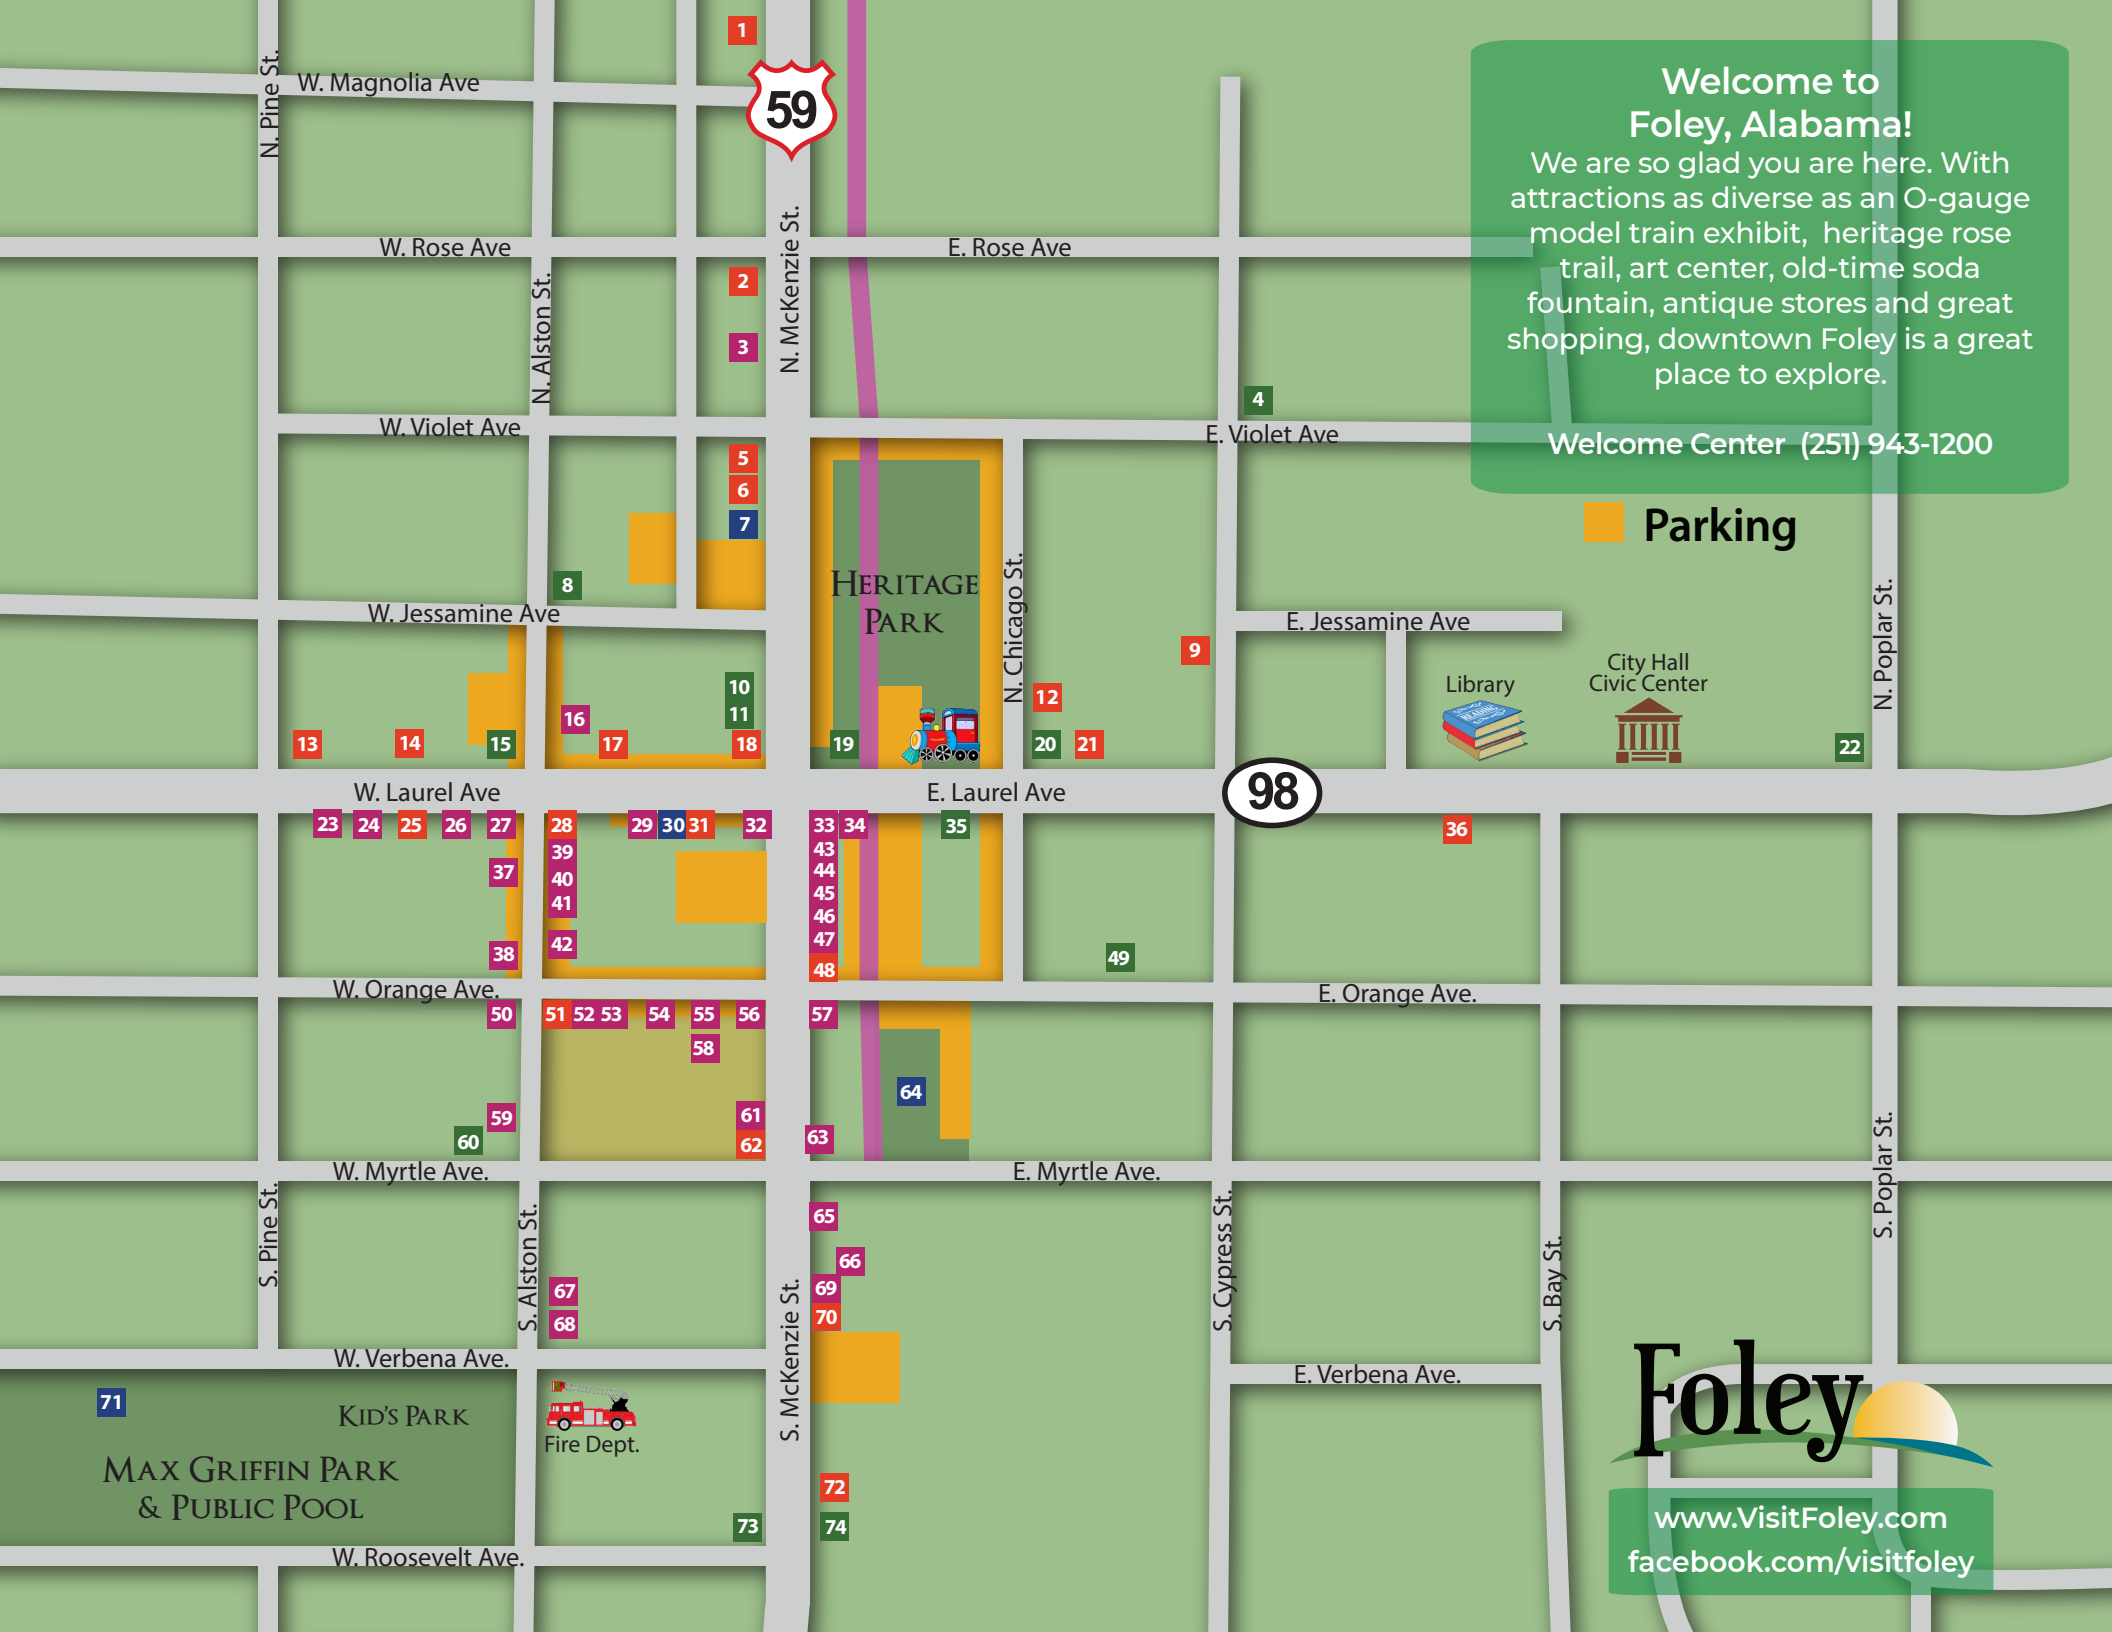 1
N. Pine St.
W. Magnolia Ave
59
Welcome to
Foley, Alabama!
We are so glad you are here. With
attractions as diverse as an O-gauge
model train exhibit, heritage rose
trail, art center, old-time soda
fountain, antique stores and great
shopping, downtown Foley is a great
place to explore.
Welcome Center (251) 943-1200
Parking
W. Rose Ave
E. Rose Ave
N. McKenzie St.
N. Alston St.
2
3
4
W. Violet Ave
E. Violet Ave
5
6
7
8
Heritage
Park
N. Chicago St.
W. Jessamine Ave
E. Jessamine Ave
N. Poplar St.
9
Library
READING
City Hall
Civic Center
10
11
12
13
14
15
16
17
18
19
20
21
22
W. Laurel Ave
E. Laurel Ave
98
23
24
25
26
27
28
29
30
31
32
33
34
35
36
37
38
39
40
41
42
43
44
45
46
47
48
49
W. Orange Ave.
E. Orange Ave.
50
51
52
53
54
55
56
57
58
59
60
61
62
63
64
W. Myrtle Ave.
E. Myrtle Ave.
S. Pine St.
S. Alston St.
S. McKenzie St.
S. Cypress St.
S. Bay St.
S. Poplar St.
65
66
67
68
69
70
W. Verbena Ave.
E. Verbena Ave.
71
Kid's Park
Max Griffin Park
& Public Pool
Fire Dept.
72
73
74
W. Roosevelt Ave.
Foley
www.VisitFoley.com
facebook.com/visitfoley